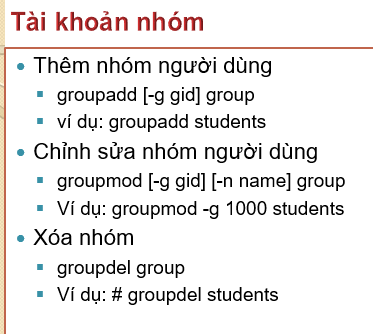 Tài khoản nhóm
Thêm nhóm người dùng
groupadd [-g gid] group
ví dụ: groupadd students
Chỉnh sửa nhóm người dùng
groupmod [-g gid] [-n name] group
Ví dụ: groupmod -g 1000 students
Xóa nhóm
groupdel group
Ví dụ: # groupdel students